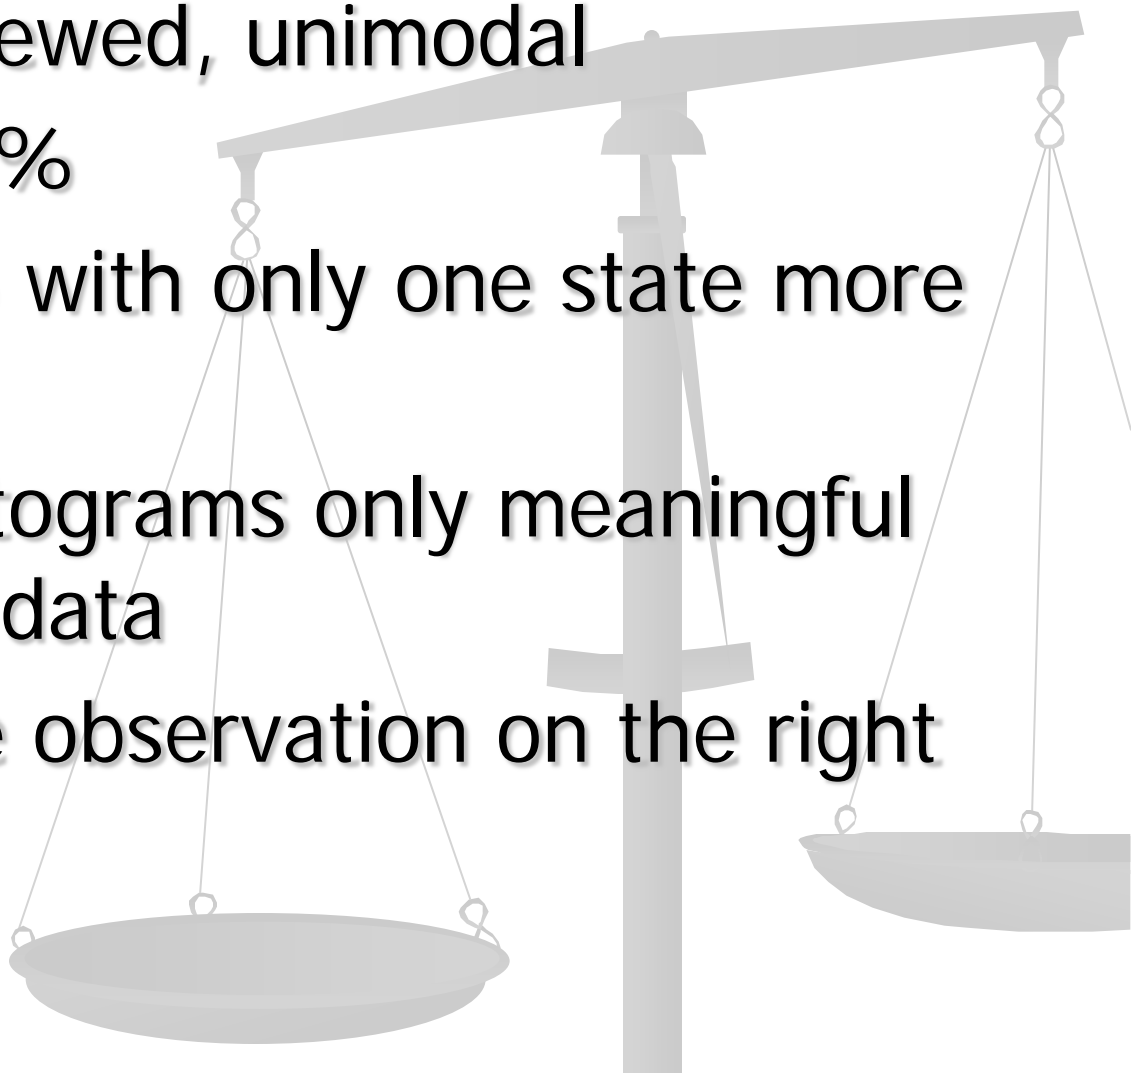 ewed, unimodal
%
with only one state more
tograms only meaningful
data
e observation on the right